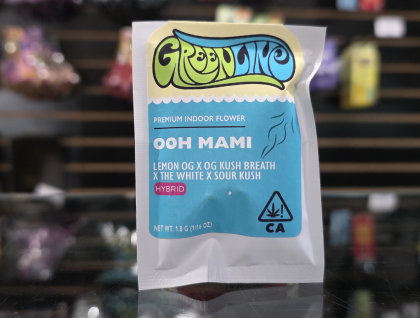 GREENLINE
PREMIUM INDOOR FLOWER
OOH MAMI
LEMON OG X OG KUSH BREATH
X THE WHITE X SOUR KUSH
HYBRID
!
CA
NET WT. 1.8 G (1/16 OZ)